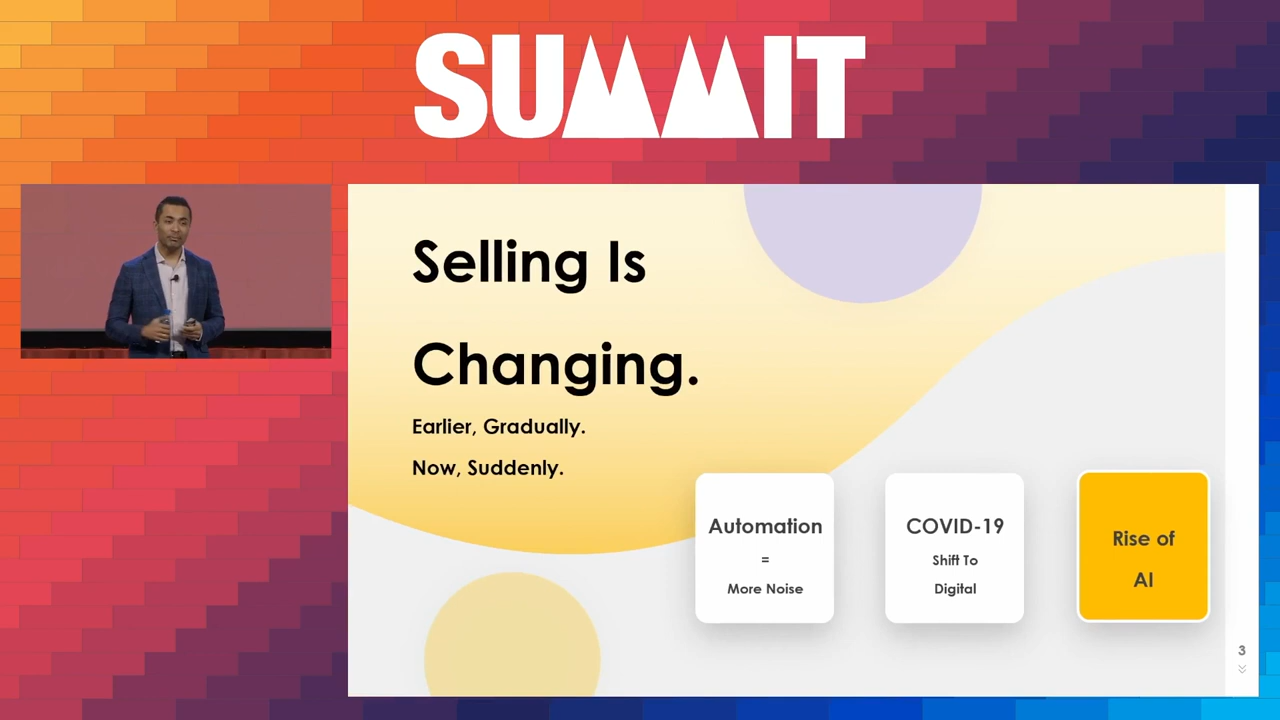 SUMMIT
Selling Is
Changing.
Earlier, Gradually.
Now, Suddenly.
Automation
=
More Noise
COVID-19
Shift To
Digital
Rise of
AI
3